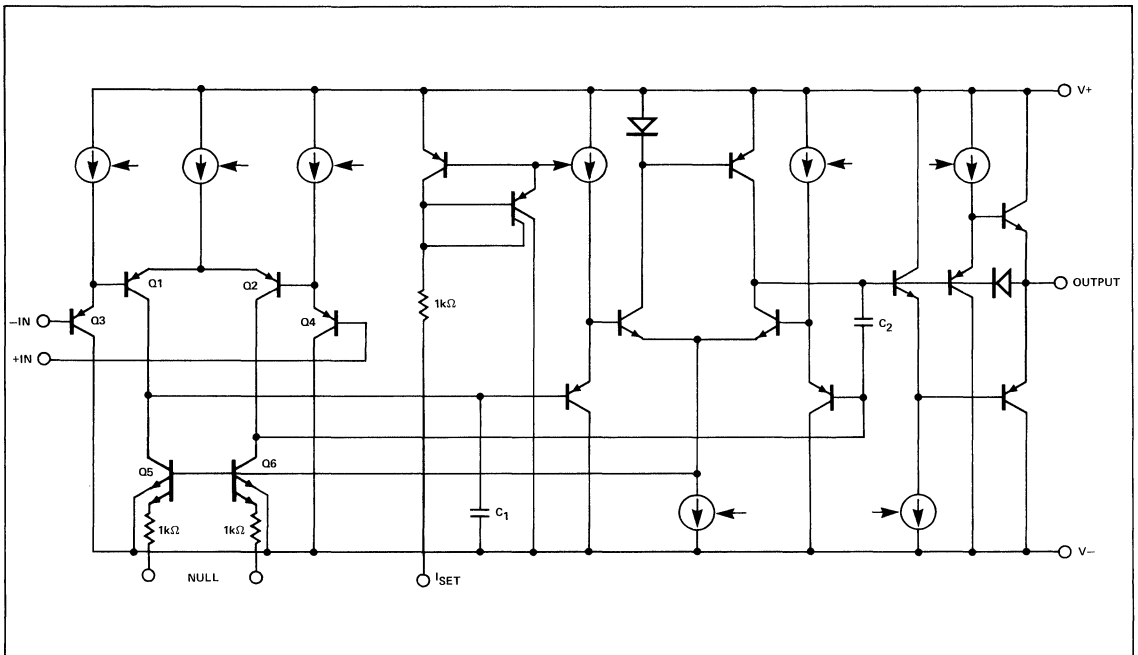 V+
Q1
Q2
Q3
Q4
–IN
+IN
1kΩ
OUTPUT
C2
Q5
Q6
C1
1kΩ
1kΩ
NULL
ISET
V–